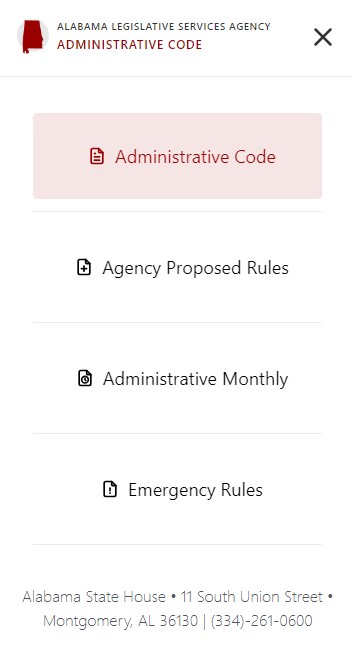 ALABAMA LEGISLATIVE SERVICES AGENCY
ADMINISTRATIVE CODE
Administrative Code
Agency Proposed Rules
Administrative Monthly
Emergency Rules
Alabama State House • 11 South Union Street •
Montgomery, AL 36130 | (334)-261-0600